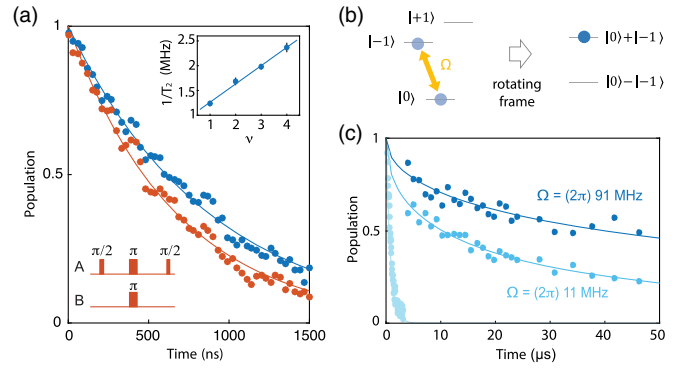 (a)
Population
1
0.5
0
0
500
1000
1500
Time (ns)
1/T₂ (MHz)
2.5
2
1.5
1
1
2
3
4
ν
π/2 π π/2
A
π
B
(b)
|+1⟩
|−1⟩
Ω
|0⟩
rotating
frame
|0⟩+|−1⟩
|0⟩−|−1⟩
(c)
Population
1
0.5
0
0
10
20
30
40
50
Time (μs)
Ω = (2π) 91 MHz
Ω = (2π) 11 MHz